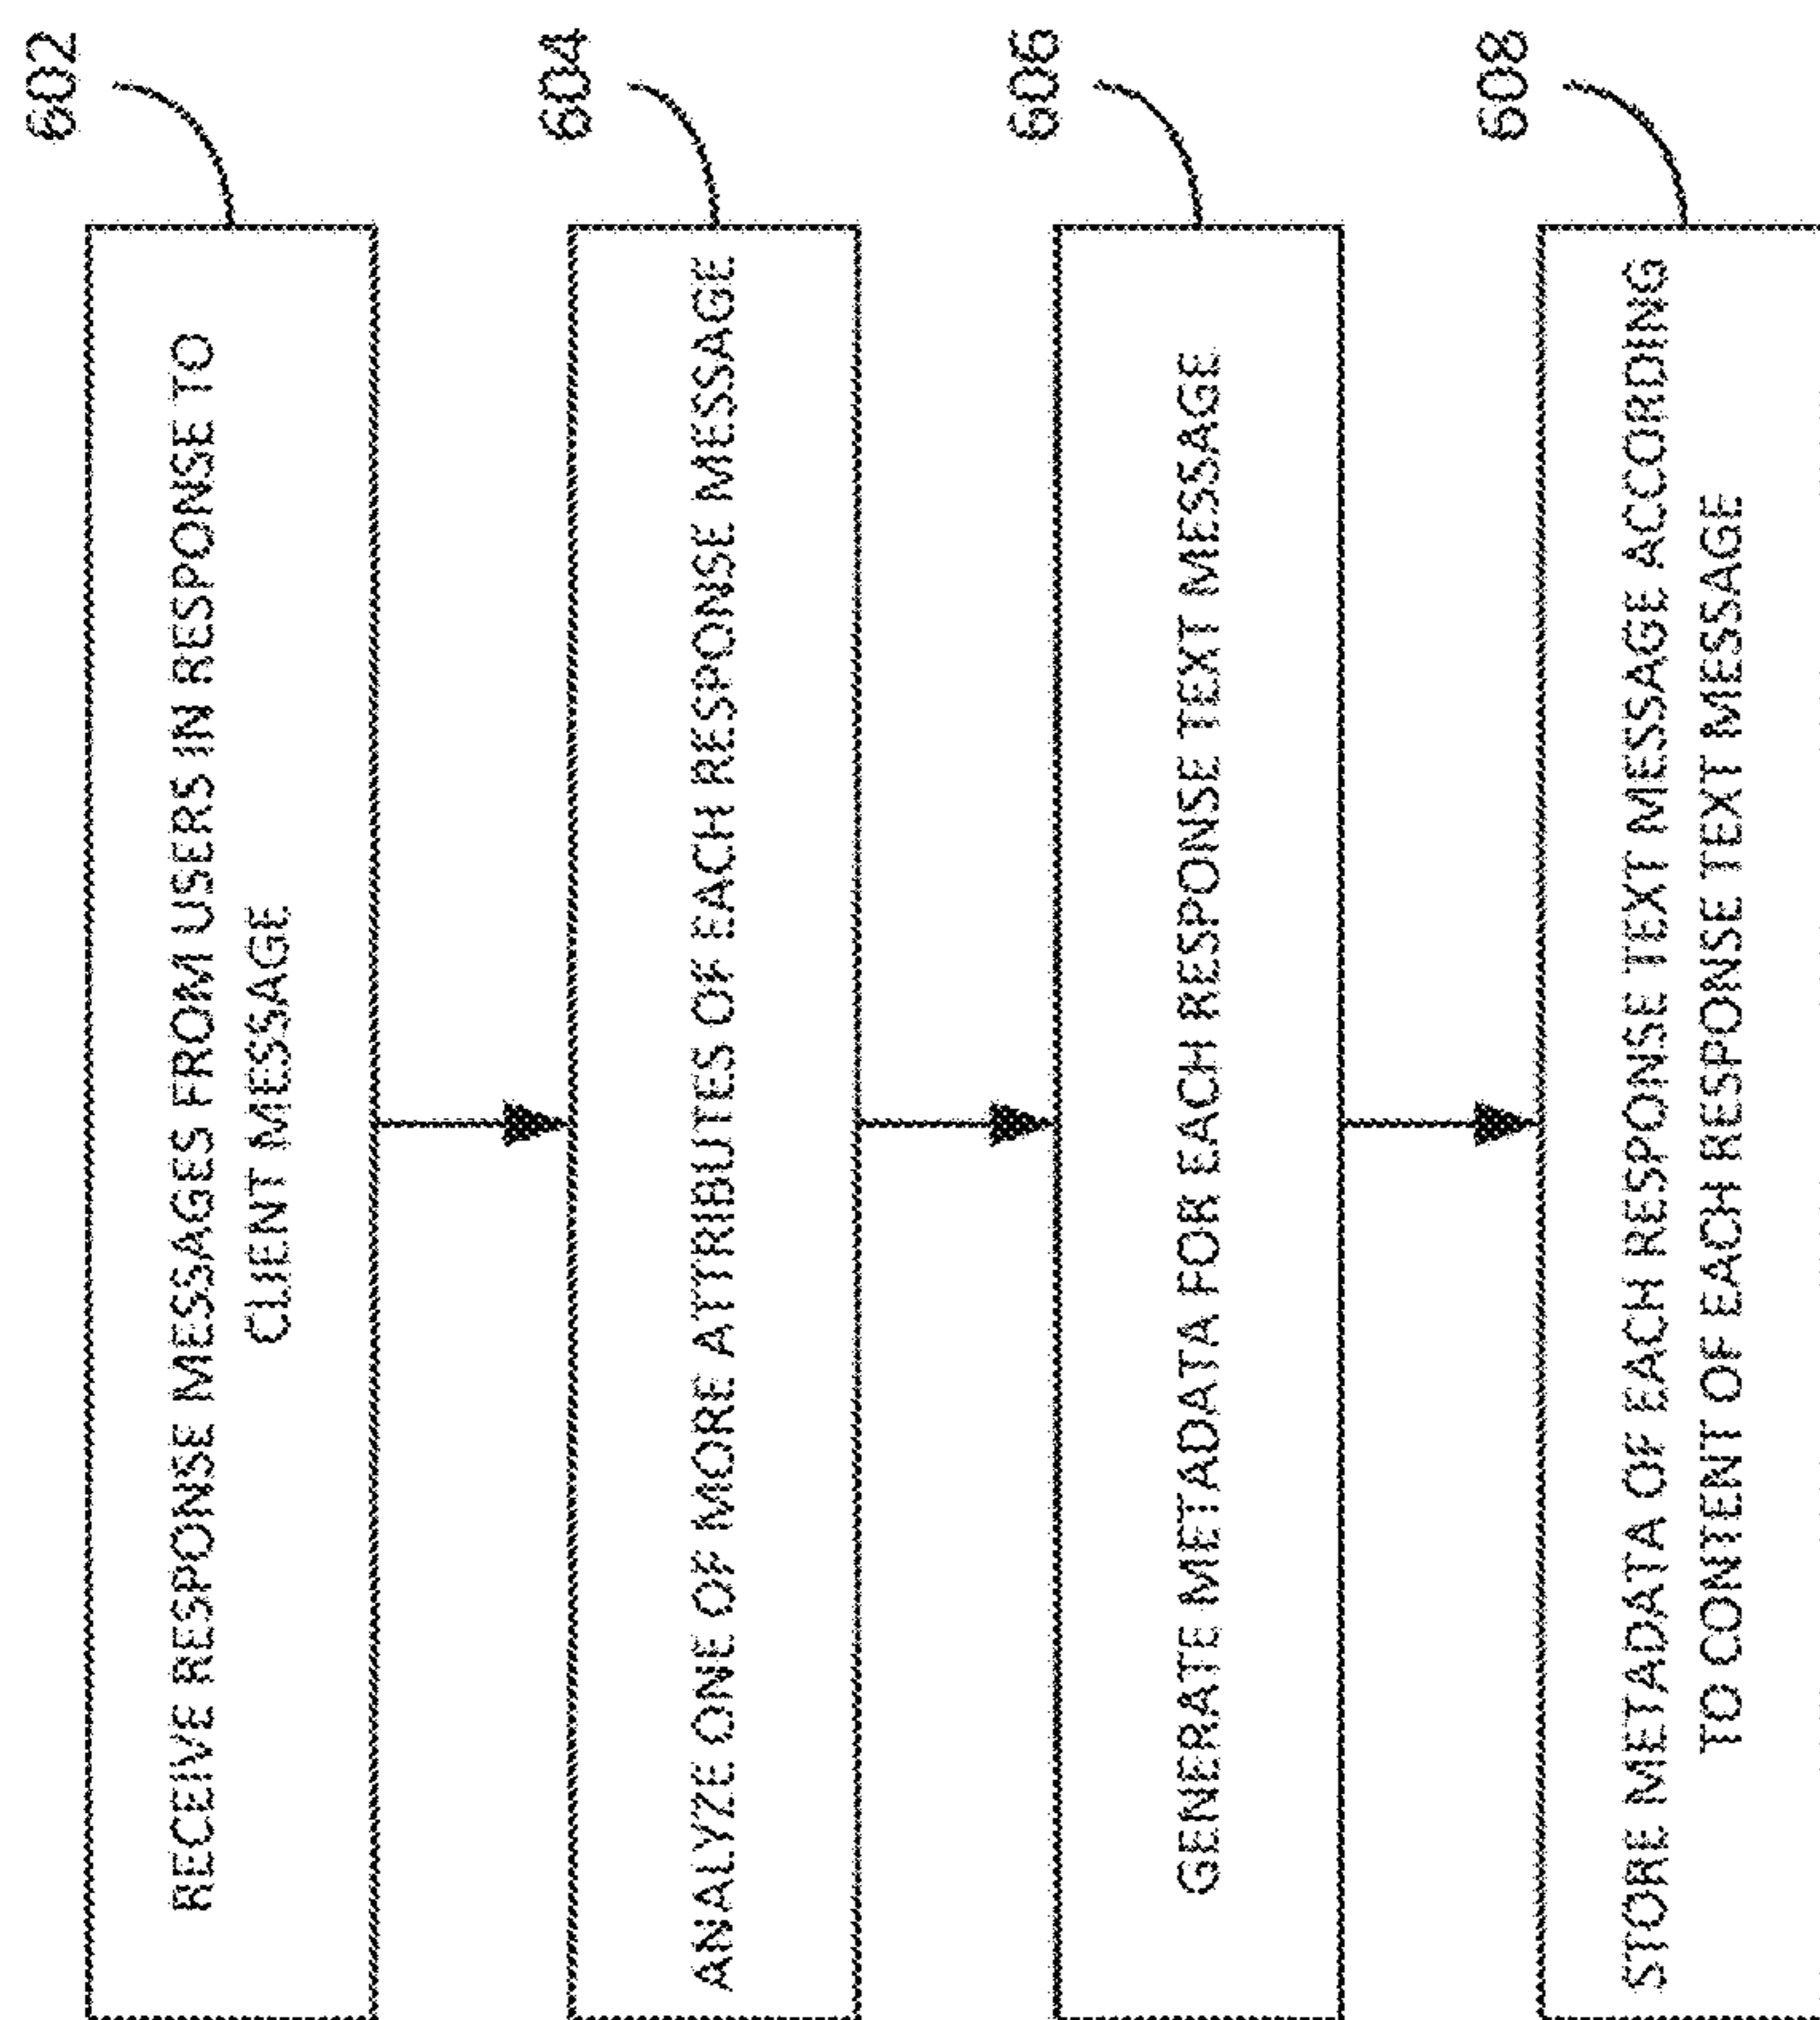 602
RECEIVE RESPONSE MESSAGES FROM USERS IN RESPONSE TO
CLIENT MESSAGE
604
ANALYZE ONE OF MORE ATTRIBUTES OF EACH RESPONSE MESSAGE
606
GENERATE METADATA FOR EACH RESPONSE TEXT MESSAGE
608
STORE METADATA OF EACH RESPONSE TEXT MESSAGE ACCORDING
TO CONTENT OF EACH RESPONSE TEXT MESSAGE